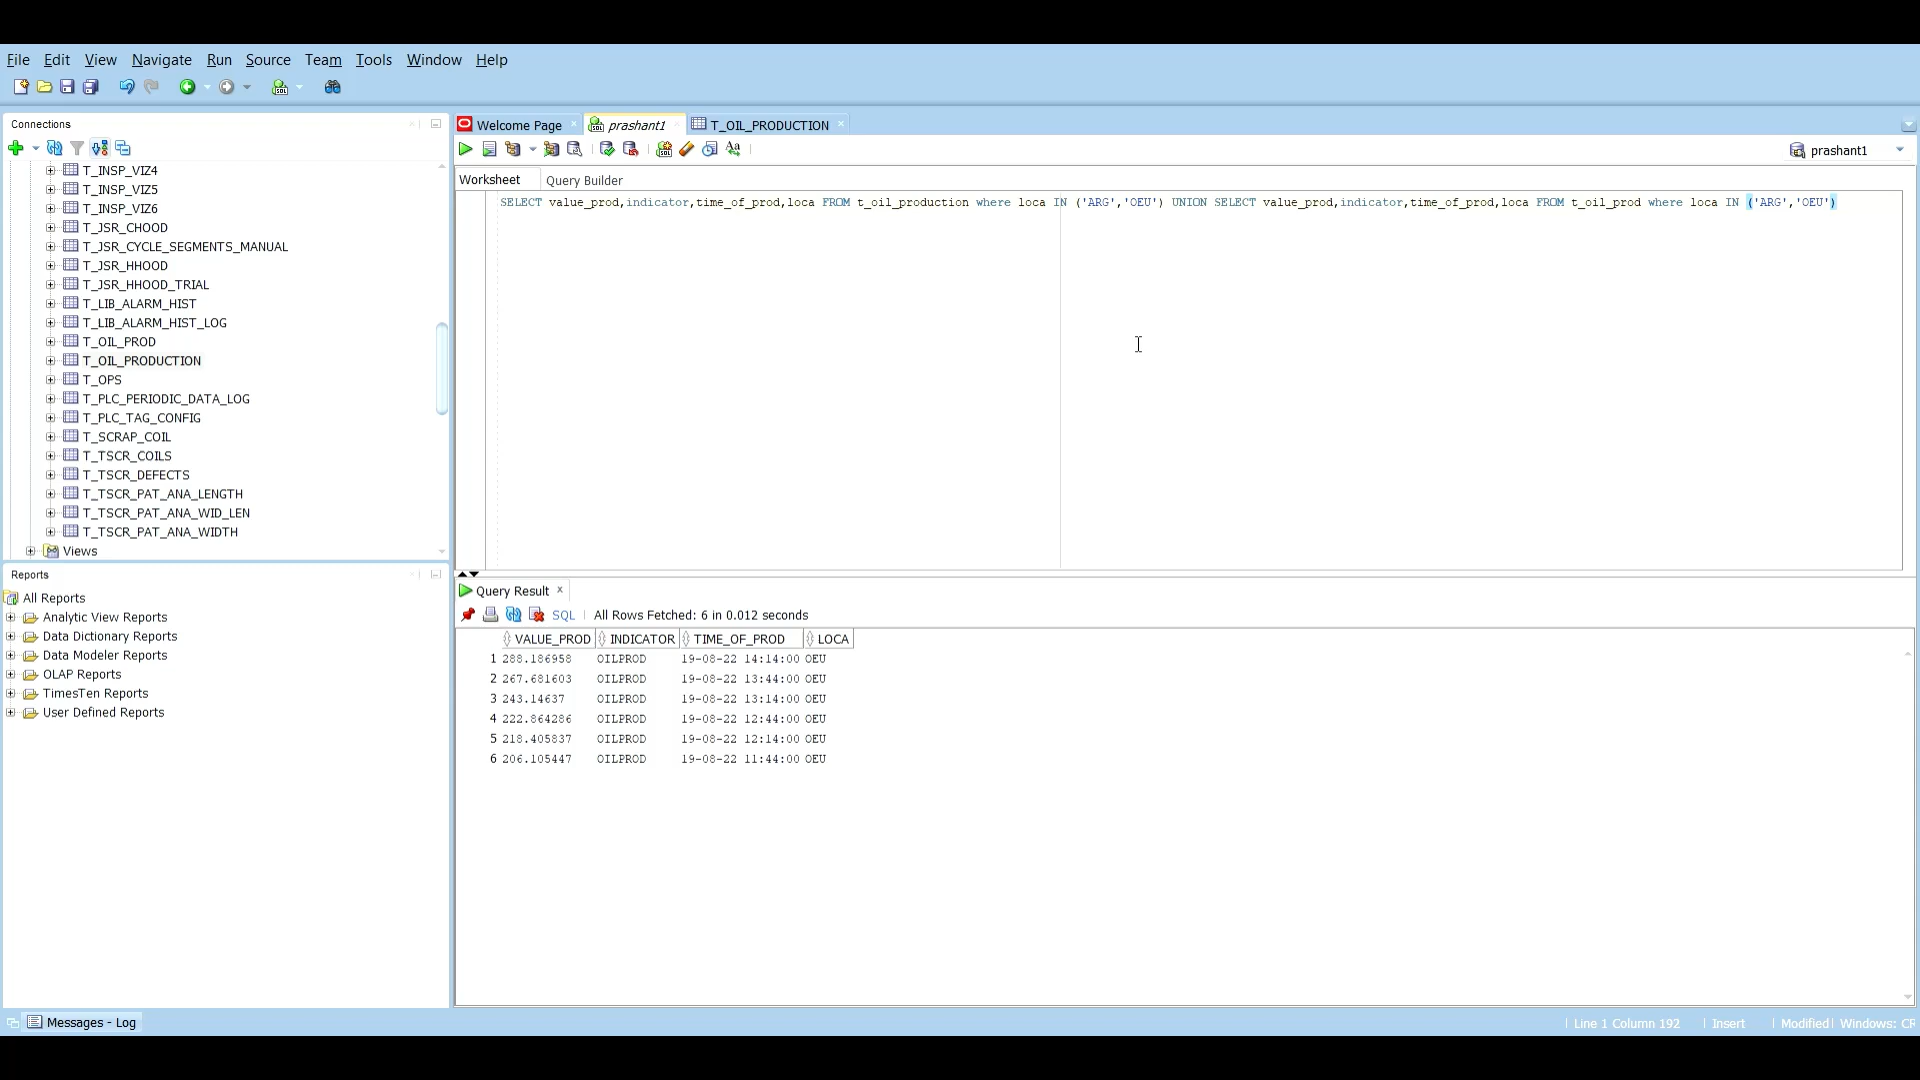 File Edit View Navigate Run Source Team Tools Window Help
Connections
T_INSP_VIZ4
T_INSP_VIZ5
T_INSP_VIZ6
T_JSR_CHOOD
T_JSR_CYCLE_SEGMENTS_MANUAL
T_JSR_HHOOD
T_JSR_HHOOD_TRIAL
T_LIB_ALARM_HIST
T_LIB_ALARM_HIST_LOG
T_OIL_PROD
T_OIL_PRODUCTION
T_OPS
T_PLC_PERIODIC_DATA_LOG
T_PLC_TAG_CONFIG
T_SCRAP_COIL
T_TSCR_COILS
T_TSCR_DEFECTS
T_TSCR_PAT_ANA_LENGTH
T_TSCR_PAT_ANA_WID_LEN
T_TSCR_PAT_ANA_WIDTH
Views
Reports
All Reports
Analytic View Reports
Data Dictionary Reports
Data Modeler Reports
OLAP Reports
TimesTen Reports
User Defined Reports
Welcome Page prashant1 T_OIL_PRODUCTION
prashant1
Worksheet Query Builder
SELECT value_prod,indicator,time_of_prod,loca FROM t_oil_production where loca IN ('ARG','OEU') UNION SELECT value_prod,indicator,time_of_prod,loca FROM t_oil_prod where loca IN ('ARG','OEU')
Query Result
SQL All Rows Fetched: 6 in 0.012 seconds
VALUE_PROD INDICATOR TIME_OF_PROD LOCA
1 288.186958 OILPROD 19-08-22 14:14:00 OEU
2 267.681603 OILPROD 19-08-22 13:44:00 OEU
3 243.14637 OILPROD 19-08-22 13:14:00 OEU
4 222.864286 OILPROD 19-08-22 12:44:00 OEU
5 218.405837 OILPROD 19-08-22 12:14:00 OEU
6 206.105447 OILPROD 19-08-22 11:44:00 OEU
Messages - Log
Line 1 Column 192 Insert Modified Windows: CR